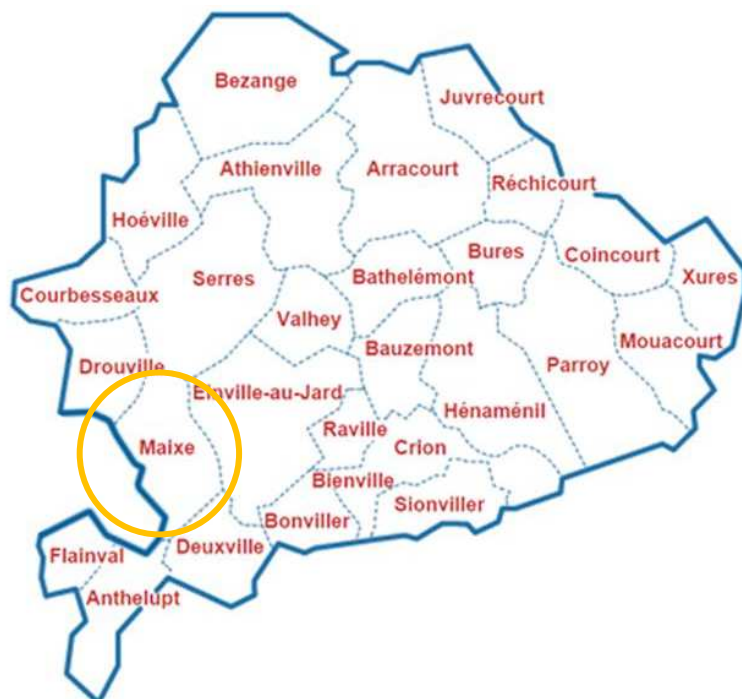 Bezange
Juvrecourt
Athienville
Arracourt
Réchicourt
Hoéville
Bures
Coincourt
Serres
Bathelémont
Xures
Courbesseaux
Valhey
Mouacourt
Bauzemont
Drouville
Parroy
Einville-au-Jard
Hénaménil
Raville
Maixe
Crion
Bienville
Sionviller
Bonviller
Deuxville
Flainval
Anthelupt